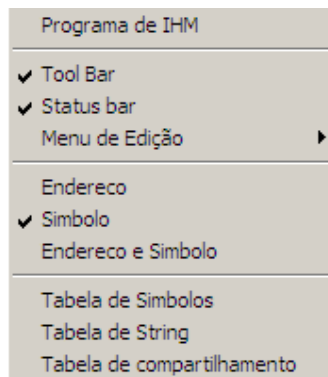 Programa de IHM
Tool Bar
Status bar
Menu de Edição
Endereco
Simbolo
Endereco e Simbolo
Tabela de Simbolos
Tabela de String
Tabela de compartilhamento